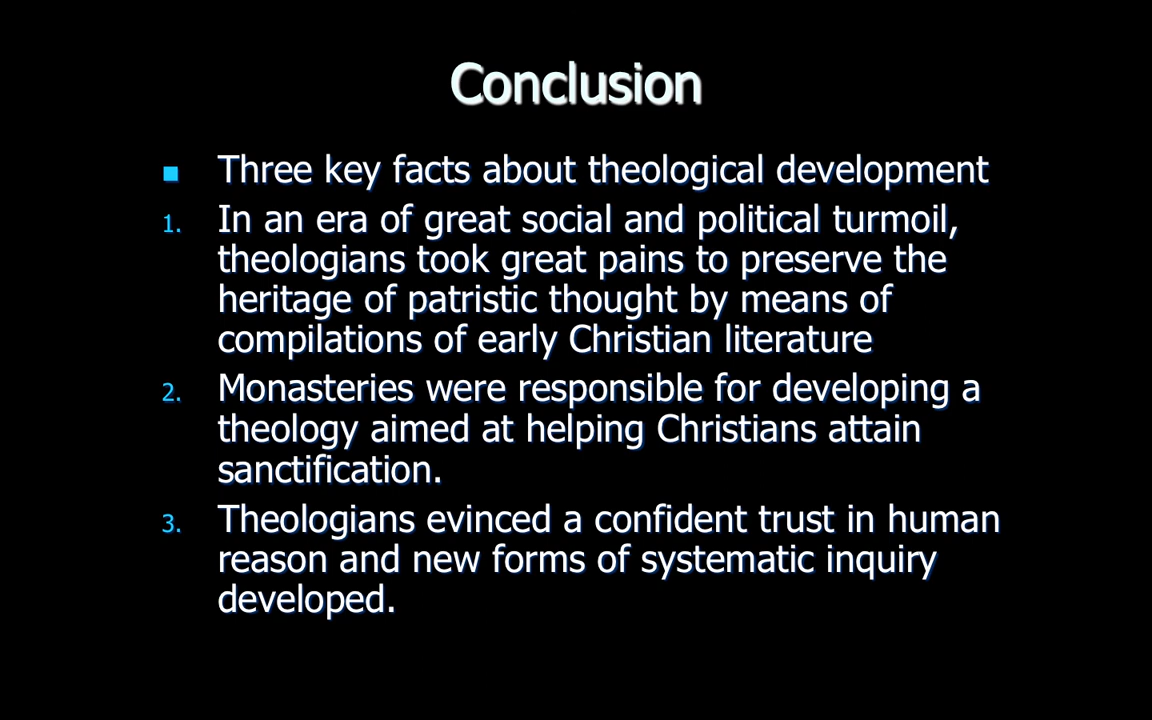 Conclusion
Three key facts about theological development
1. In an era of great social and political turmoil,
theologians took great pains to preserve the
heritage of patristic thought by means of
compilations of early Christian literature
2. Monasteries were responsible for developing a
theology aimed at helping Christians attain
sanctification.
3. Theologians evinced a confident trust in human
reason and new forms of systematic inquiry
developed.